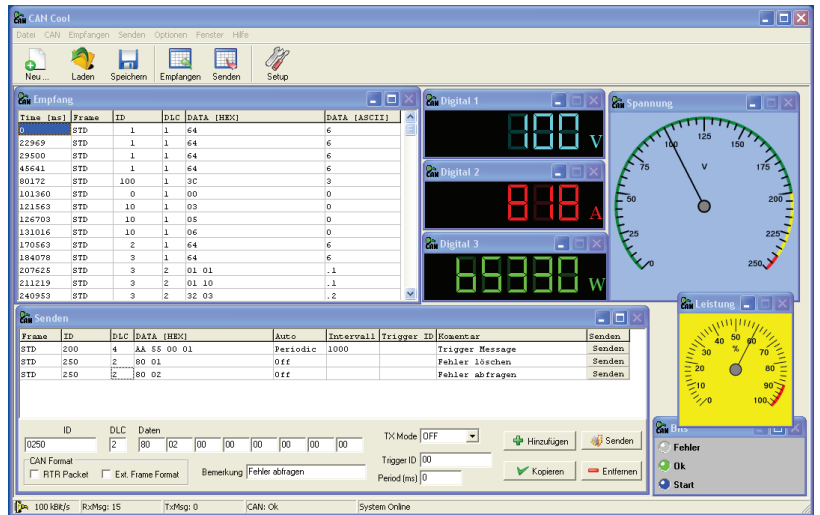 CAN Cool
Datei CAN Empfangen Senden Optionen Fenster Hilfe
Neu ... Laden Speichern Empfangen Senden Setup
Empfang
Time [ns] Frame ID DLC DATA [HEX] DATA [ASCII]
0 STD 1 1 64 6
22969 STD 1 1 64 6
29500 STD 1 1 64 6
45641 STD 1 1 64 6
80172 STD 100 1 3C 3
101360 STD 0 1 00 0
121563 STD 10 1 03 0
126703 STD 10 1 05 0
131016 STD 10 1 06 0
170563 STD 2 1 64 6
184078 STD 3 1 64 6
207625 STD 3 2 01 01 .1
211219 STD 3 2 01 10 .1
240953 STD 3 2 32 03 .2
Digital 1
100 V
Digital 2
818 A
Digital 3
65330 W
Spannung
0 25 50 75 100 125 150 175 200 225 250
V
Leistung
0 10 20 30 40 50 60 70 80 90 100
%
Senden
Frame ID DLC DATA [HEX] Auto Intervall Trigger ID Komentar Senden
STD 200 4 AA 55 00 01 Periodic 1000 Trigger Message Senden
STD 250 2 80 01 Off Fehler löschen Senden
STD 250 2 80 02 Off Fehler abfragen Senden
ID DLC Daten
0250 2 80 02 00 00 00 00 00 00
TX Mode OFF
Hinzufügen Senden
CAN Format
RTR Packet Ext. Frame Format
Bemerkung Fehler abfragen
Trigger ID 00
Period (ms) 0
Kopieren Entfernen
Bits
Fehler
Ok
Start
100 kBit/s RxMsg: 15 TxMsg: 0 CAN: Ok System Online